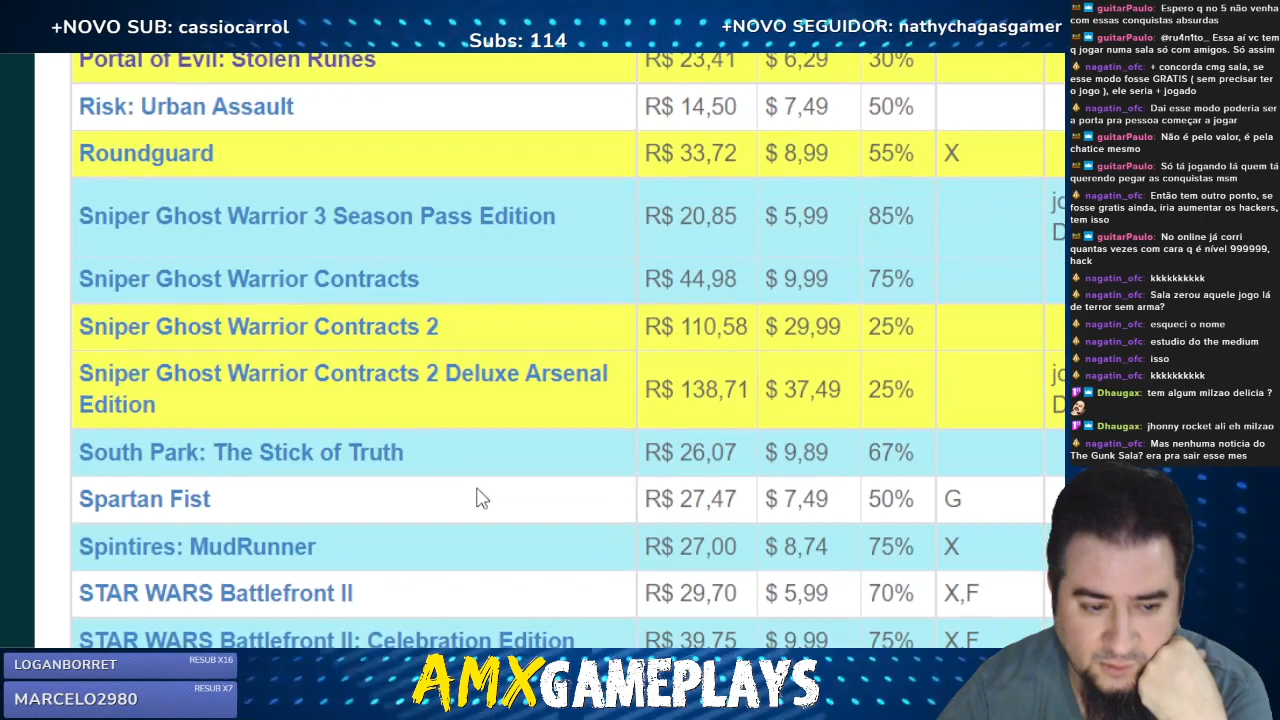 +NOVO SUB: cassiocarrol
Subs: 114
+NOVO SEGUIDOR: nathychagasgamer
Portal of Evil: Stolen Runes R$ 23,41 $ 6,29 30%
Risk: Urban Assault R$ 14,50 $ 7,49 50%
Roundguard R$ 33,72 $ 8,99 55% X
Sniper Ghost Warrior 3 Season Pass Edition R$ 20,85 $ 5,99 85%
Sniper Ghost Warrior Contracts R$ 44,98 $ 9,99 75%
Sniper Ghost Warrior Contracts 2 R$ 110,58 $ 29,99 25%
Sniper Ghost Warrior Contracts 2 Deluxe Arsenal
Edition R$ 138,71 $ 37,49 25%
South Park: The Stick of Truth R$ 26,07 $ 9,89 67%
Spartan Fist R$ 27,47 $ 7,49 50% G
Spintires: MudRunner R$ 27,00 $ 8,74 75% X
STAR WARS Battlefront II R$ 29,70 $ 5,99 70% X,F
STAR WARS Battlefront II: Celebration Edition R$ 39,75 $ 9,99 75% X,F
guitarPaulo: Espero q no 5 não venha
com essas conquistas absurdas
guitarPaulo: @ru4n1to_ Essa aí vc tem
q jogar numa sala só com amigos. Só assim
nagatin_ofc: + concorda cmg sala, se
esse modo fosse GRATIS ( sem precisar ter
o jogo ), ele seria + jogado
nagatin_ofc: Dai esse modo poderia ser
a porta pra pessoa começar a jogar
guitarPaulo: Não é pelo valor, é pela
chatice mesmo
guitarPaulo: Só tá jogando lá quem tá
querendo pegar as conquistas msm
nagatin_ofc: Então tem outro ponto, se
fosse gratis ainda, iria aumentar os hackers,
tem isso
guitarPaulo: No online já corri
quantas vezes com cara q é nível 999999,
hack
nagatin_ofc: kkkkkkkkkk
nagatin_ofc: Sala zerou aquele jogo lá
de terror sem arma?
nagatin_ofc: esqueci o nome
nagatin_ofc: estudio do the medium
nagatin_ofc: isso
nagatin_ofc: kkkkkkkkkk
Dhaugax: tem algum milzao delicia ?
Dhaugax: jhonny rocket ali eh milzao
nagatin_ofc: Mas nenhuma noticia do
The Gunk Sala? era pra sair esse mes
LOGANBORRET RESUB X16
MARCELO2980 RESUB X7
AMXGAMEPLAYS